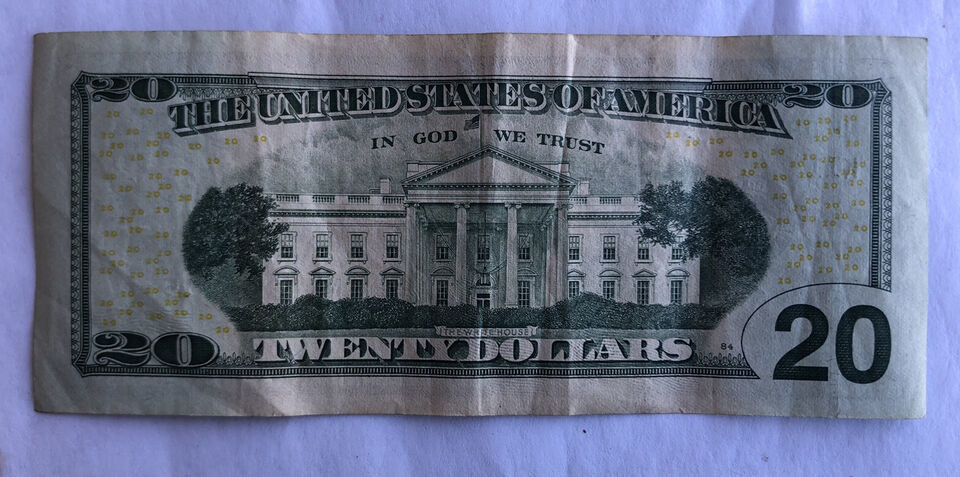 20 THE UNITED STATES OF AMERICA 20
IN GOD WE TRUST
THE WHITE HOUSE
20 TWENTY DOLLARS 84 20